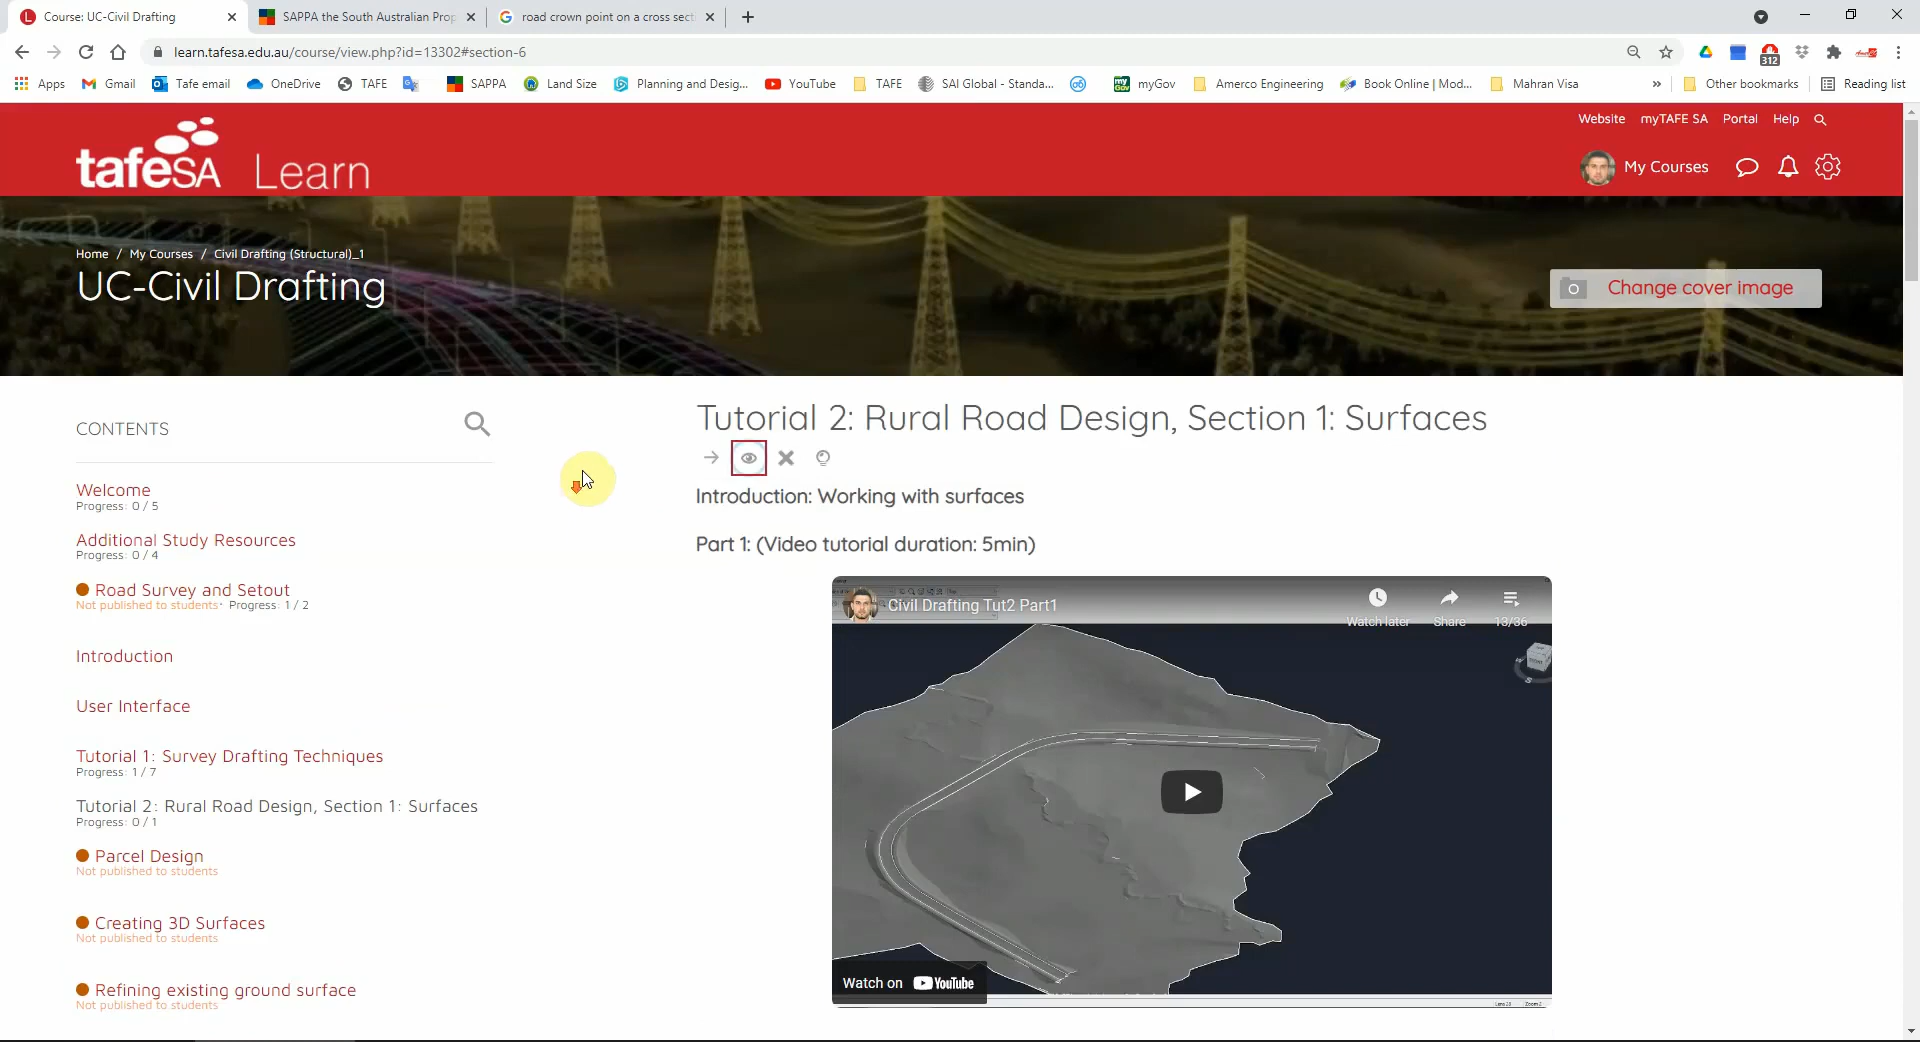 Course: UC-Civil Drafting
SAPPA the South Australian Prop
road crown point on a cross secti
learn.tafesa.edu.au/course/view.php?id=13302#section-6
312
Apps
Gmail
Tafe email
OneDrive
TAFE
SAPPA
Land Size
Planning and Desig...
YouTube
TAFE
SAI Global - Standa...
myGov
Amerco Engineering
Book Online | Mod...
Mahran Visa
»
Other bookmarks
Reading list
Website
myTAFE SA
Portal
Help
tafeSA Learn
My Courses
Home / My Courses / Civil Drafting (Structural)_1
UC-Civil Drafting
Change cover image
CONTENTS
Welcome
Progress: 0 / 5
Additional Study Resources
Progress: 0 / 4
Road Survey and Setout
Not published to students· Progress: 1 / 2
Introduction
User Interface
Tutorial 1: Survey Drafting Techniques
Progress: 1 / 7
Tutorial 2: Rural Road Design, Section 1: Surfaces
Progress: 0 / 1
Parcel Design
Not published to students
Creating 3D Surfaces
Not published to students
Refining existing ground surface
Not published to students
Tutorial 2: Rural Road Design, Section 1: Surfaces
Introduction: Working with surfaces
Part 1: (Video tutorial duration: 5min)
Civil Drafting Tut2 Part1
Watch later
Share
13/36
Watch on YouTube